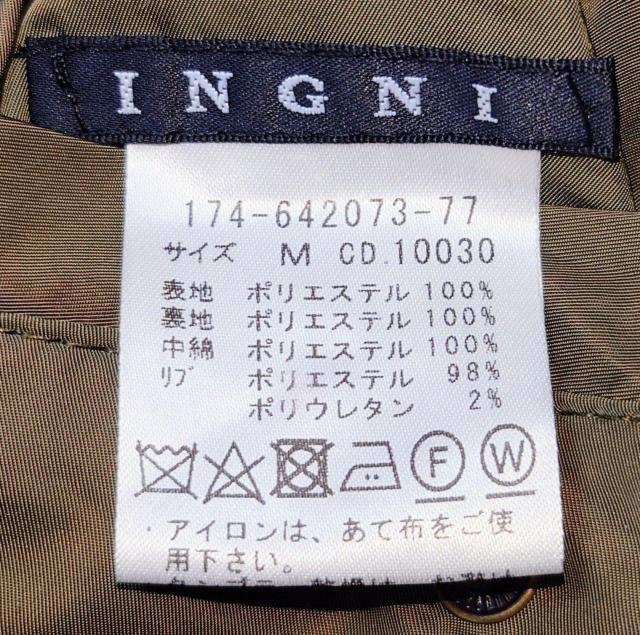 INGNI
174-642073-77
サイズ M CD.10030
表地 ポリエステル 100%
裏地 ポリエステル 100%
中綿 ポリエステル 100%
ﾘﾌﾞ ポリエステル 98%
ポリウレタン 2%
F W
・アイロンは、あて布をご使
用下さい。